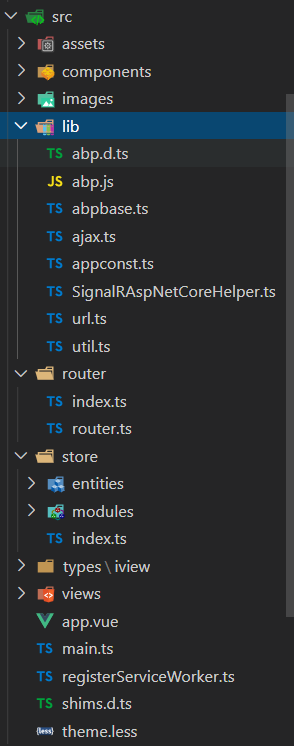 src
assets
components
images
lib
TS abp.d.ts
JS abp.js
TS abpbase.ts
TS ajax.ts
TS appconst.ts
TS SignalRAspNetCoreHelper.ts
TS url.ts
TS util.ts
router
TS index.ts
TS router.ts
store
entities
modules
TS index.ts
types \ iview
views
app.vue
TS main.ts
TS registerServiceWorker.ts
TS shims.d.ts
{less} theme.less